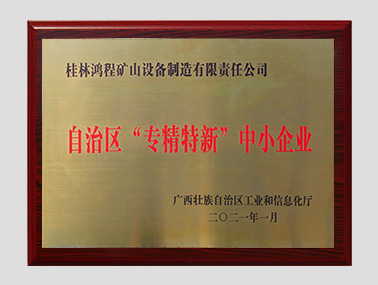 桂林鸿程矿山设备制造有限责任公司
自治区“专精特新”中小企业
广西壮族自治区工业和信息化厅
二〇二一年一月